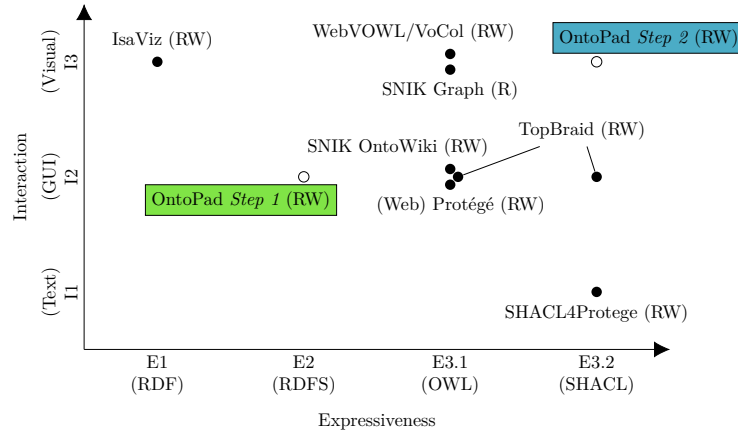 IsaViz (RW)
WebVOWL/VoCol (RW)
OntoPad Step 2 (RW)
SNIK Graph (R)
TopBraid (RW)
SNIK OntoWiki (RW)
OntoPad Step 1 (RW)
(Web) Protégé (RW)
SHACL4Protege (RW)
Interaction
(Visual)
I3
(GUI)
I2
(Text)
I1
E1
(RDF)
E2
(RDFS)
E3.1
(OWL)
E3.2
(SHACL)
Expressiveness